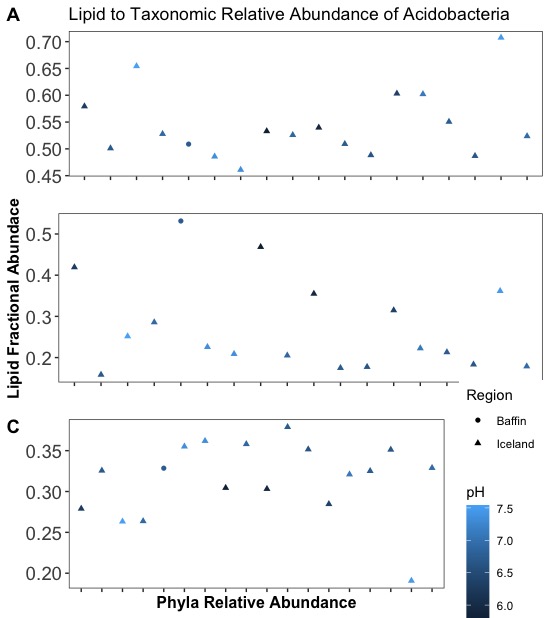 A Lipid to Taxonomic Relative Abundance of Acidobacteria
0.70
0.65
0.60
0.55
0.50
0.45
Lipid Fractional Abundace
0.5
0.4
0.3
0.2
C
0.35
0.30
0.25
0.20
Phyla Relative Abundance
Region
Baffin
Iceland
pH
7.5
7.0
6.5
6.0